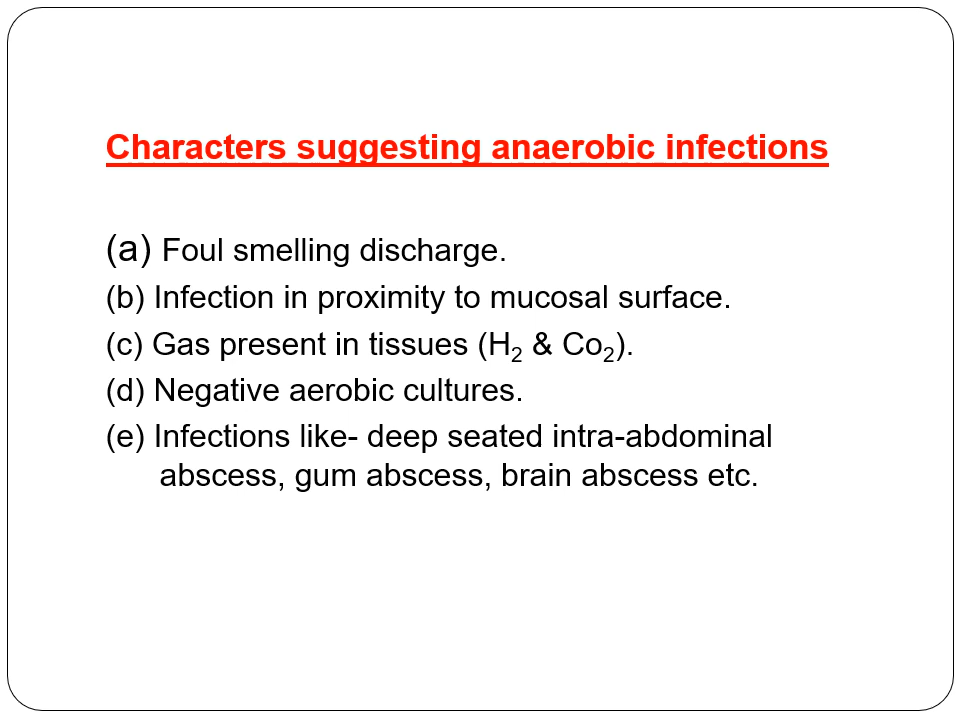 Characters suggesting anaerobic infections
(a) Foul smelling discharge.
(b) Infection in proximity to mucosal surface.
(c) Gas present in tissues (H₂ & Co₂).
(d) Negative aerobic cultures.
(e) Infections like- deep seated intra-abdominal
abscess, gum abscess, brain abscess etc.